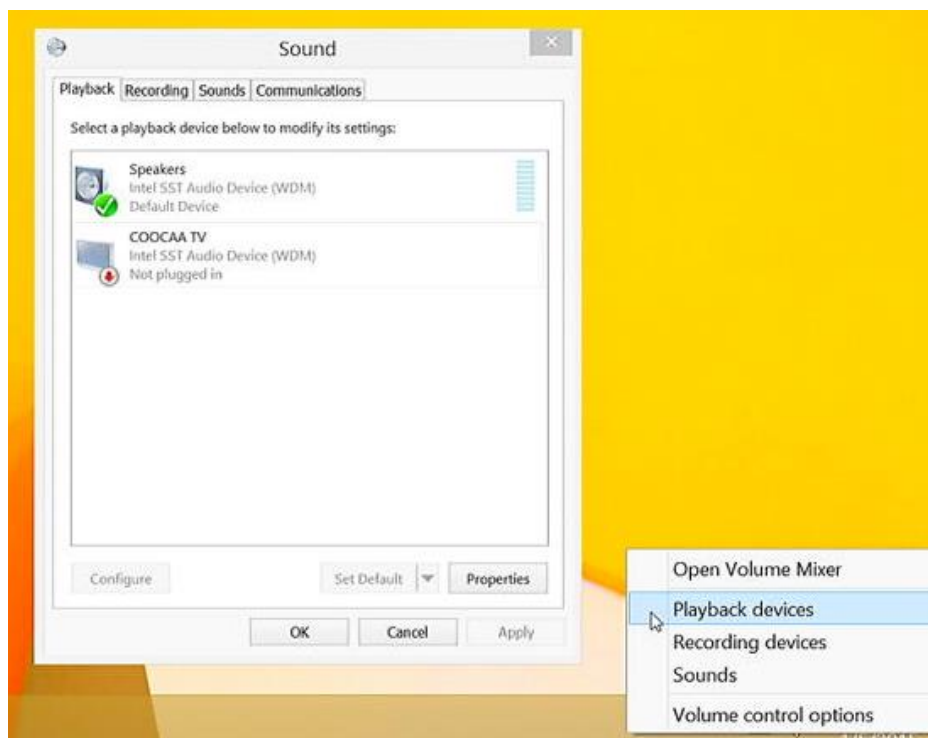 Sound
Playback Recording Sounds Communications
Select a playback device below to modify its settings:
Speakers
Intel SST Audio Device (WDM)
Default Device
COOCAA TV
Intel SST Audio Device (WDM)
Not plugged in
Configure Set Default Properties
OK Cancel Apply
Open Volume Mixer
Playback devices
Recording devices
Sounds
Volume control options